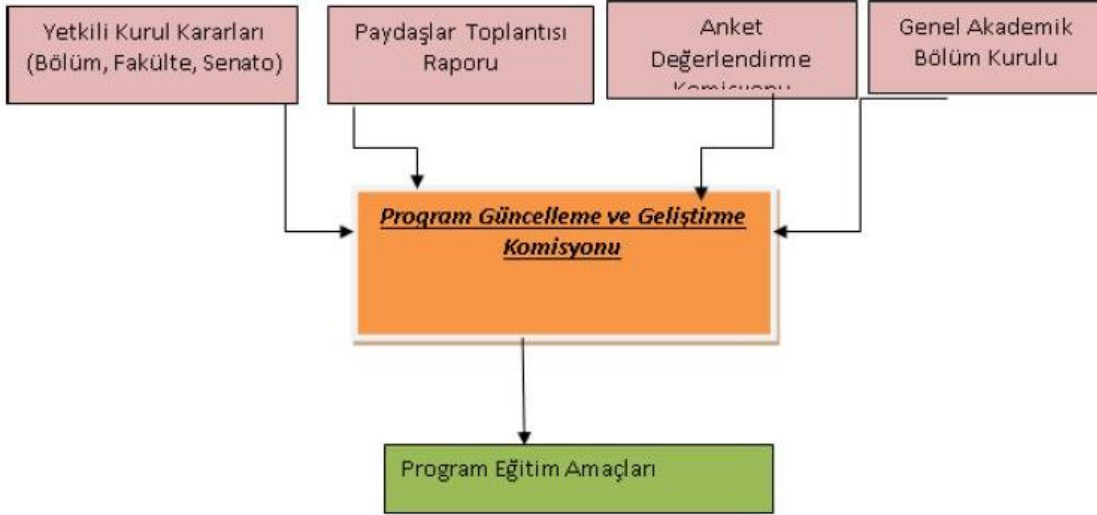 Yetkili Kurul Kararları
(Bölüm, Fakülte, Senato)
Paydaşlar Toplantısı
Raporu
Anket
Değerlendirme
Komisyonu
Genel Akademik
Bölüm Kurulu
Program Güncelleme ve Geliştirme
Komisyonu
Program Eğitim Amaçları